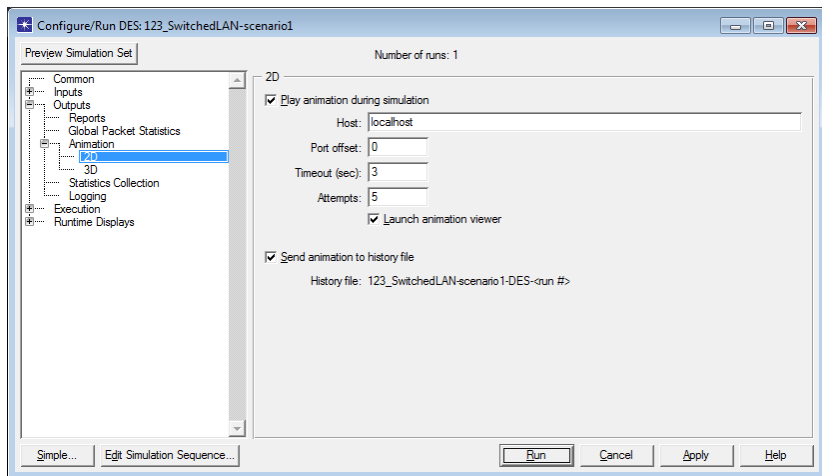 Configure/Run DES: 123_SwitchedLAN-scenario1
Preview Simulation Set
Number of runs: 1
Common
Inputs
Outputs
Reports
Global Packet Statistics
Animation
2D
3D
Statistics Collection
Logging
Execution
Runtime Displays
2D
Play animation during simulation
Host: localhost
Port offset: 0
Timeout (sec): 3
Attempts: 5
Launch animation viewer
Send animation to history file
History file: 123_SwitchedLAN-scenario1-DES-<run #>
Simple... Edit Simulation Sequence... Run Cancel Apply Help